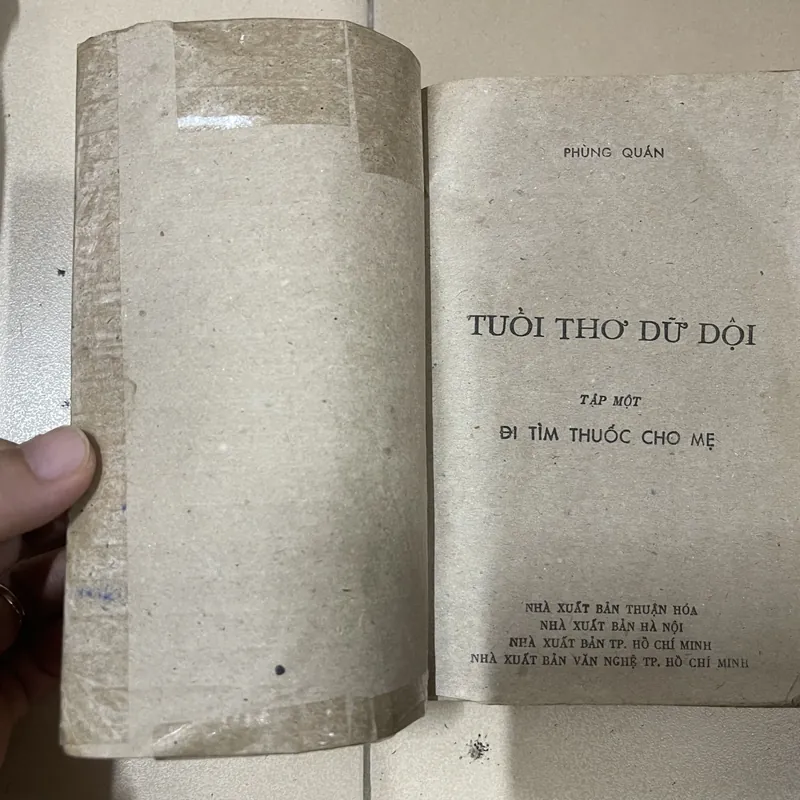 PHÙNG QUÁN
TUỔI THƠ DỮ DỘI
TẬP MỘT
ĐI TÌM THUỐC CHO MẸ
NHÀ XUẤT BẢN THUẬN HÓA
NHÀ XUẤT BẢN HÀ NỘI
NHÀ XUẤT BẢN TP. HỒ CHÍ MINH
NHÀ XUẤT BẢN VĂN NGHỆ TP. HỒ CHÍ MINH